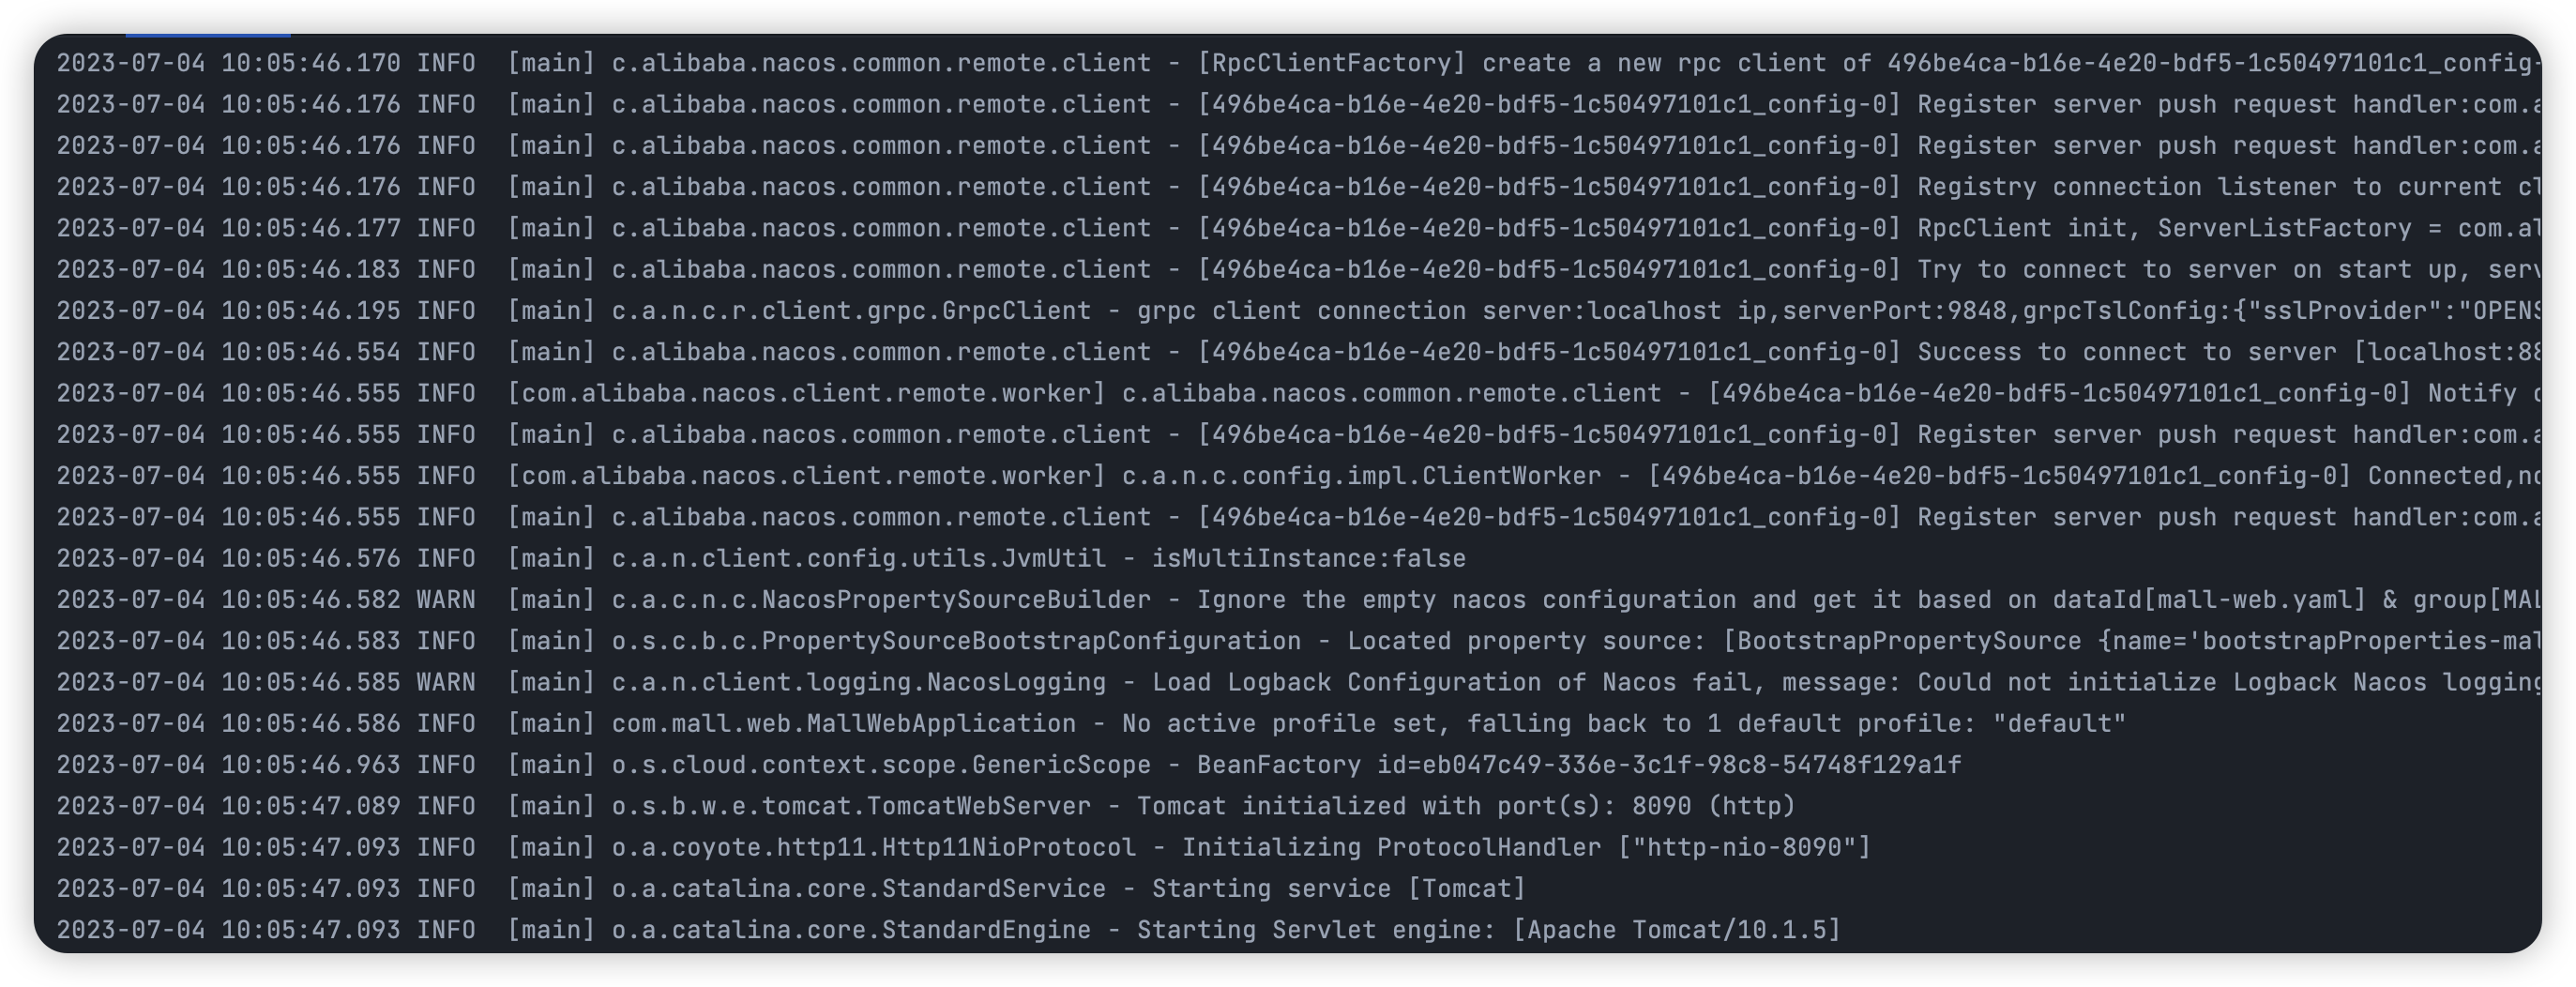 2023-07-04 10:05:46.170 INFO  [main] c.alibaba.nacos.common.remote.client - [RpcClientFactory] create a new rpc client of 496be4ca-b16e-4e20-bdf5-1c50497101c1_config-
2023-07-04 10:05:46.176 INFO  [main] c.alibaba.nacos.common.remote.client - [496be4ca-b16e-4e20-bdf5-1c50497101c1_config-0] Register server push request handler:com.a
2023-07-04 10:05:46.176 INFO  [main] c.alibaba.nacos.common.remote.client - [496be4ca-b16e-4e20-bdf5-1c50497101c1_config-0] Register server push request handler:com.a
2023-07-04 10:05:46.176 INFO  [main] c.alibaba.nacos.common.remote.client - [496be4ca-b16e-4e20-bdf5-1c50497101c1_config-0] Registry connection listener to current cl
2023-07-04 10:05:46.177 INFO  [main] c.alibaba.nacos.common.remote.client - [496be4ca-b16e-4e20-bdf5-1c50497101c1_config-0] RpcClient init, ServerListFactory = com.al
2023-07-04 10:05:46.183 INFO  [main] c.alibaba.nacos.common.remote.client - [496be4ca-b16e-4e20-bdf5-1c50497101c1_config-0] Try to connect to server on start up, serv
2023-07-04 10:05:46.195 INFO  [main] c.a.n.c.r.client.grpc.GrpcClient - grpc client connection server:localhost ip,serverPort:9848,grpcTslConfig:{"sslProvider":"OPENS
2023-07-04 10:05:46.554 INFO  [main] c.alibaba.nacos.common.remote.client - [496be4ca-b16e-4e20-bdf5-1c50497101c1_config-0] Success to connect to server [localhost:88
2023-07-04 10:05:46.555 INFO  [com.alibaba.nacos.client.remote.worker] c.alibaba.nacos.common.remote.client - [496be4ca-b16e-4e20-bdf5-1c50497101c1_config-0] Notify c
2023-07-04 10:05:46.555 INFO  [main] c.alibaba.nacos.common.remote.client - [496be4ca-b16e-4e20-bdf5-1c50497101c1_config-0] Register server push request handler:com.a
2023-07-04 10:05:46.555 INFO  [com.alibaba.nacos.client.remote.worker] c.a.n.c.config.impl.ClientWorker - [496be4ca-b16e-4e20-bdf5-1c50497101c1_config-0] Connected,no
2023-07-04 10:05:46.555 INFO  [main] c.alibaba.nacos.common.remote.client - [496be4ca-b16e-4e20-bdf5-1c50497101c1_config-0] Register server push request handler:com.a
2023-07-04 10:05:46.576 INFO  [main] c.a.n.client.config.utils.JvmUtil - isMultiInstance:false
2023-07-04 10:05:46.582 WARN  [main] c.a.c.n.c.NacosPropertySourceBuilder - Ignore the empty nacos configuration and get it based on dataId[mall-web.yaml] & group[MAL
2023-07-04 10:05:46.583 INFO  [main] o.s.c.b.c.PropertySourceBootstrapConfiguration - Located property source: [BootstrapPropertySource {name='bootstrapProperties-mal
2023-07-04 10:05:46.585 WARN  [main] c.a.n.client.logging.NacosLogging - Load Logback Configuration of Nacos fail, message: Could not initialize Logback Nacos logging
2023-07-04 10:05:46.586 INFO  [main] com.mall.web.MallWebApplication - No active profile set, falling back to 1 default profile: "default"
2023-07-04 10:05:46.963 INFO  [main] o.s.cloud.context.scope.GenericScope - BeanFactory id=eb047c49-336e-3c1f-98c8-54748f129a1f
2023-07-04 10:05:47.089 INFO  [main] o.s.b.w.e.tomcat.TomcatWebServer - Tomcat initialized with port(s): 8090 (http)
2023-07-04 10:05:47.093 INFO  [main] o.a.coyote.http11.Http11NioProtocol - Initializing ProtocolHandler ["http-nio-8090"]
2023-07-04 10:05:47.093 INFO  [main] o.a.catalina.core.StandardService - Starting service [Tomcat]
2023-07-04 10:05:47.093 INFO  [main] o.a.catalina.core.StandardEngine - Starting Servlet engine: [Apache Tomcat/10.1.5]